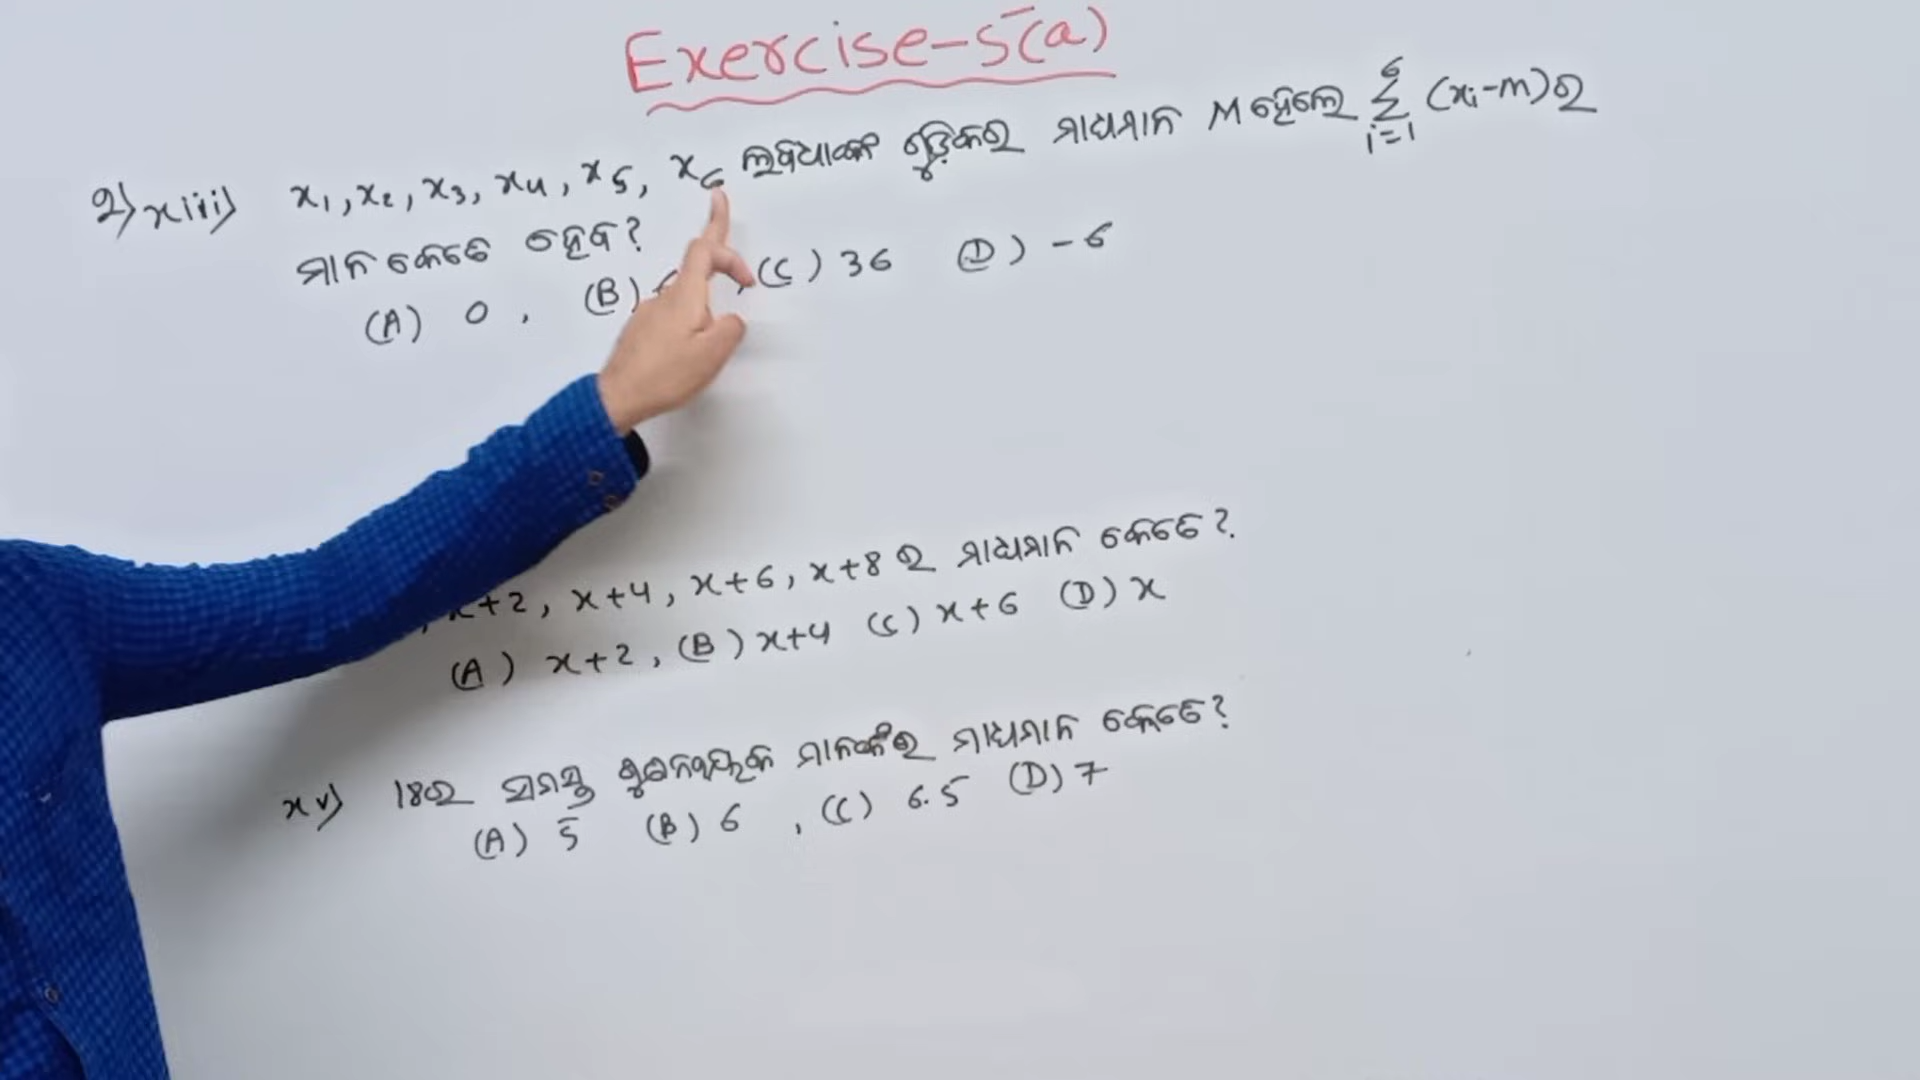 Exercise-5(a)
2) xiii) x₁, x₂, x₃, x₄, x₅, x₆ ଲବ୍ଧାଙ୍କ ଗୁଡ଼ିକର ମାଧ୍ୟମାନ M ହେଲେ ∑ᵢ₌₁⁶ (xᵢ-m)ର
ମାନ କେତେ ହେବ?
(A) 0, (B) , (C) 36 (D) -6
x+2, x+4, x+6, x+8 ର ମାଧ୍ୟମାନ କେତେ?
(A) x+2, (B) x+4 (C) x+6 (D) x
xv) 18ର ସମସ୍ତ ଗୁଣନୀୟକ ମାନଙ୍କର ମାଧ୍ୟମାନ କେତେ?
(A) 5 (B) 6 , (C) 6.5 (D) 7